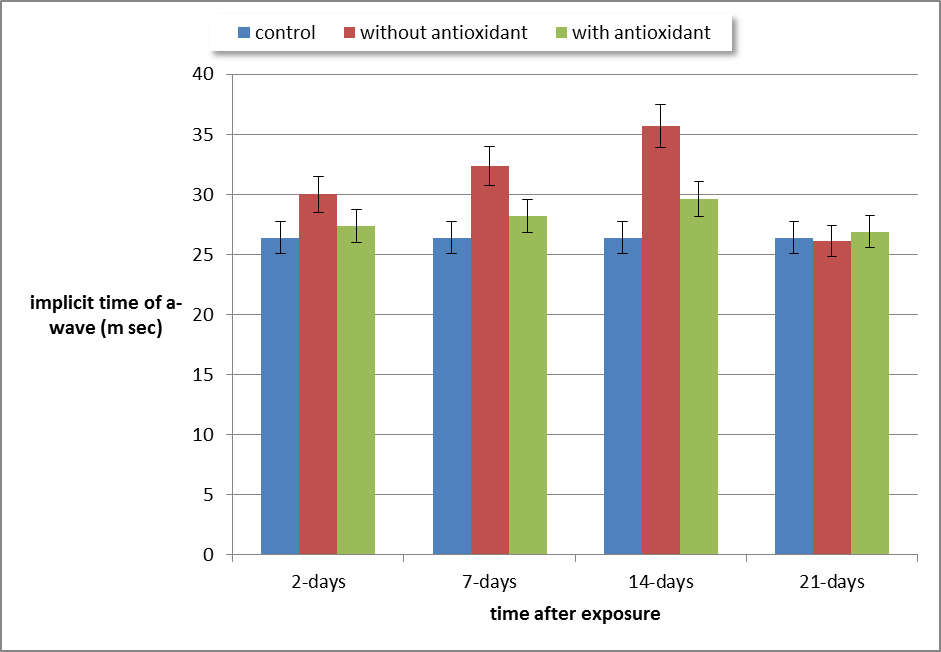 control without antioxidant with antioxidant
40
35
30
25
20
15
10
5
0
implicit time of a-
wave (m sec)
2-days 7-days 14-days 21-days
time after exposure